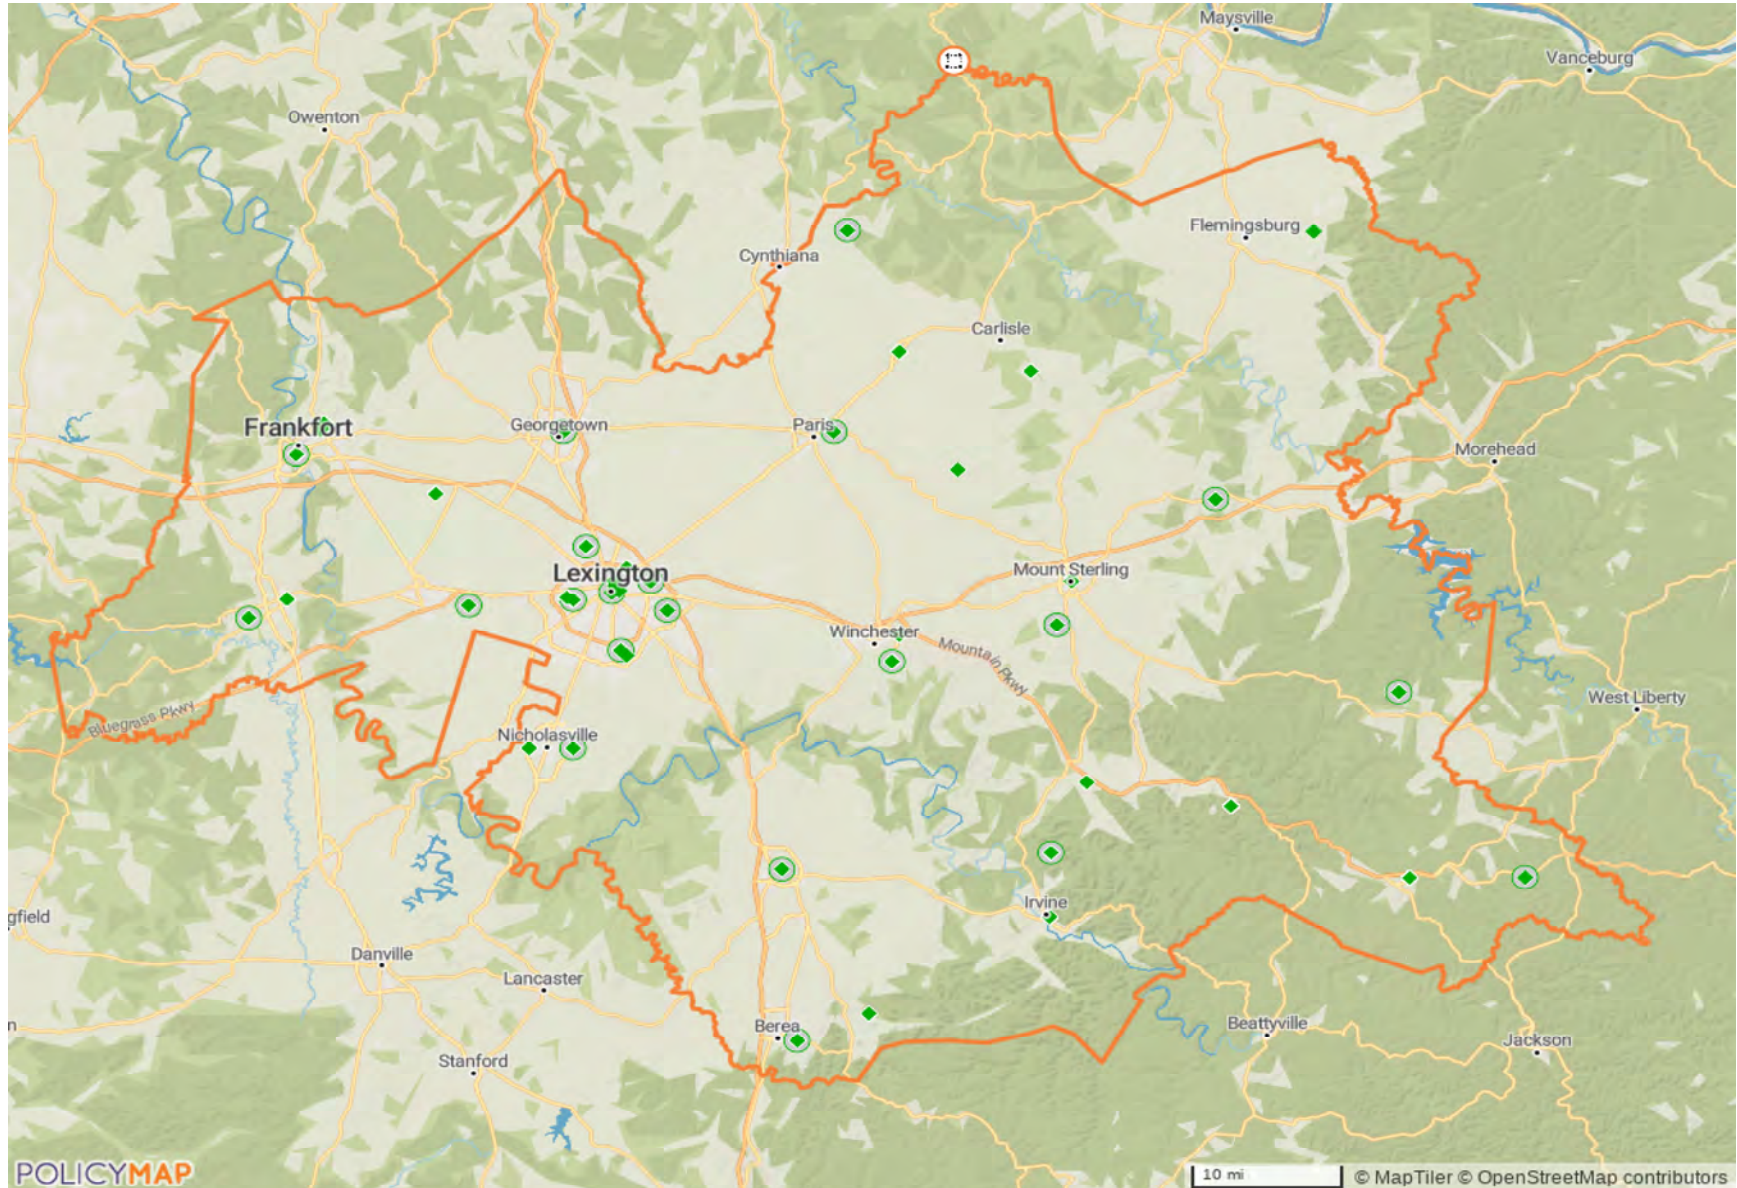 Maysville
Vanceburg
Owenton
Flemingsburg
Cynthiana
Carlisle
Frankfort
Georgetown
Paris
Morehead
Lexington
Mount Sterling
Winchester
Mountain Pkwy
West Liberty
Bluegrass Pkwy
Nicholasville
Irvine
gfield
Danville
Lancaster
n
Berea
Beattyville
Jackson
Stanford
POLICYMAP
10 mi
© MapTiler © OpenStreetMap contributors